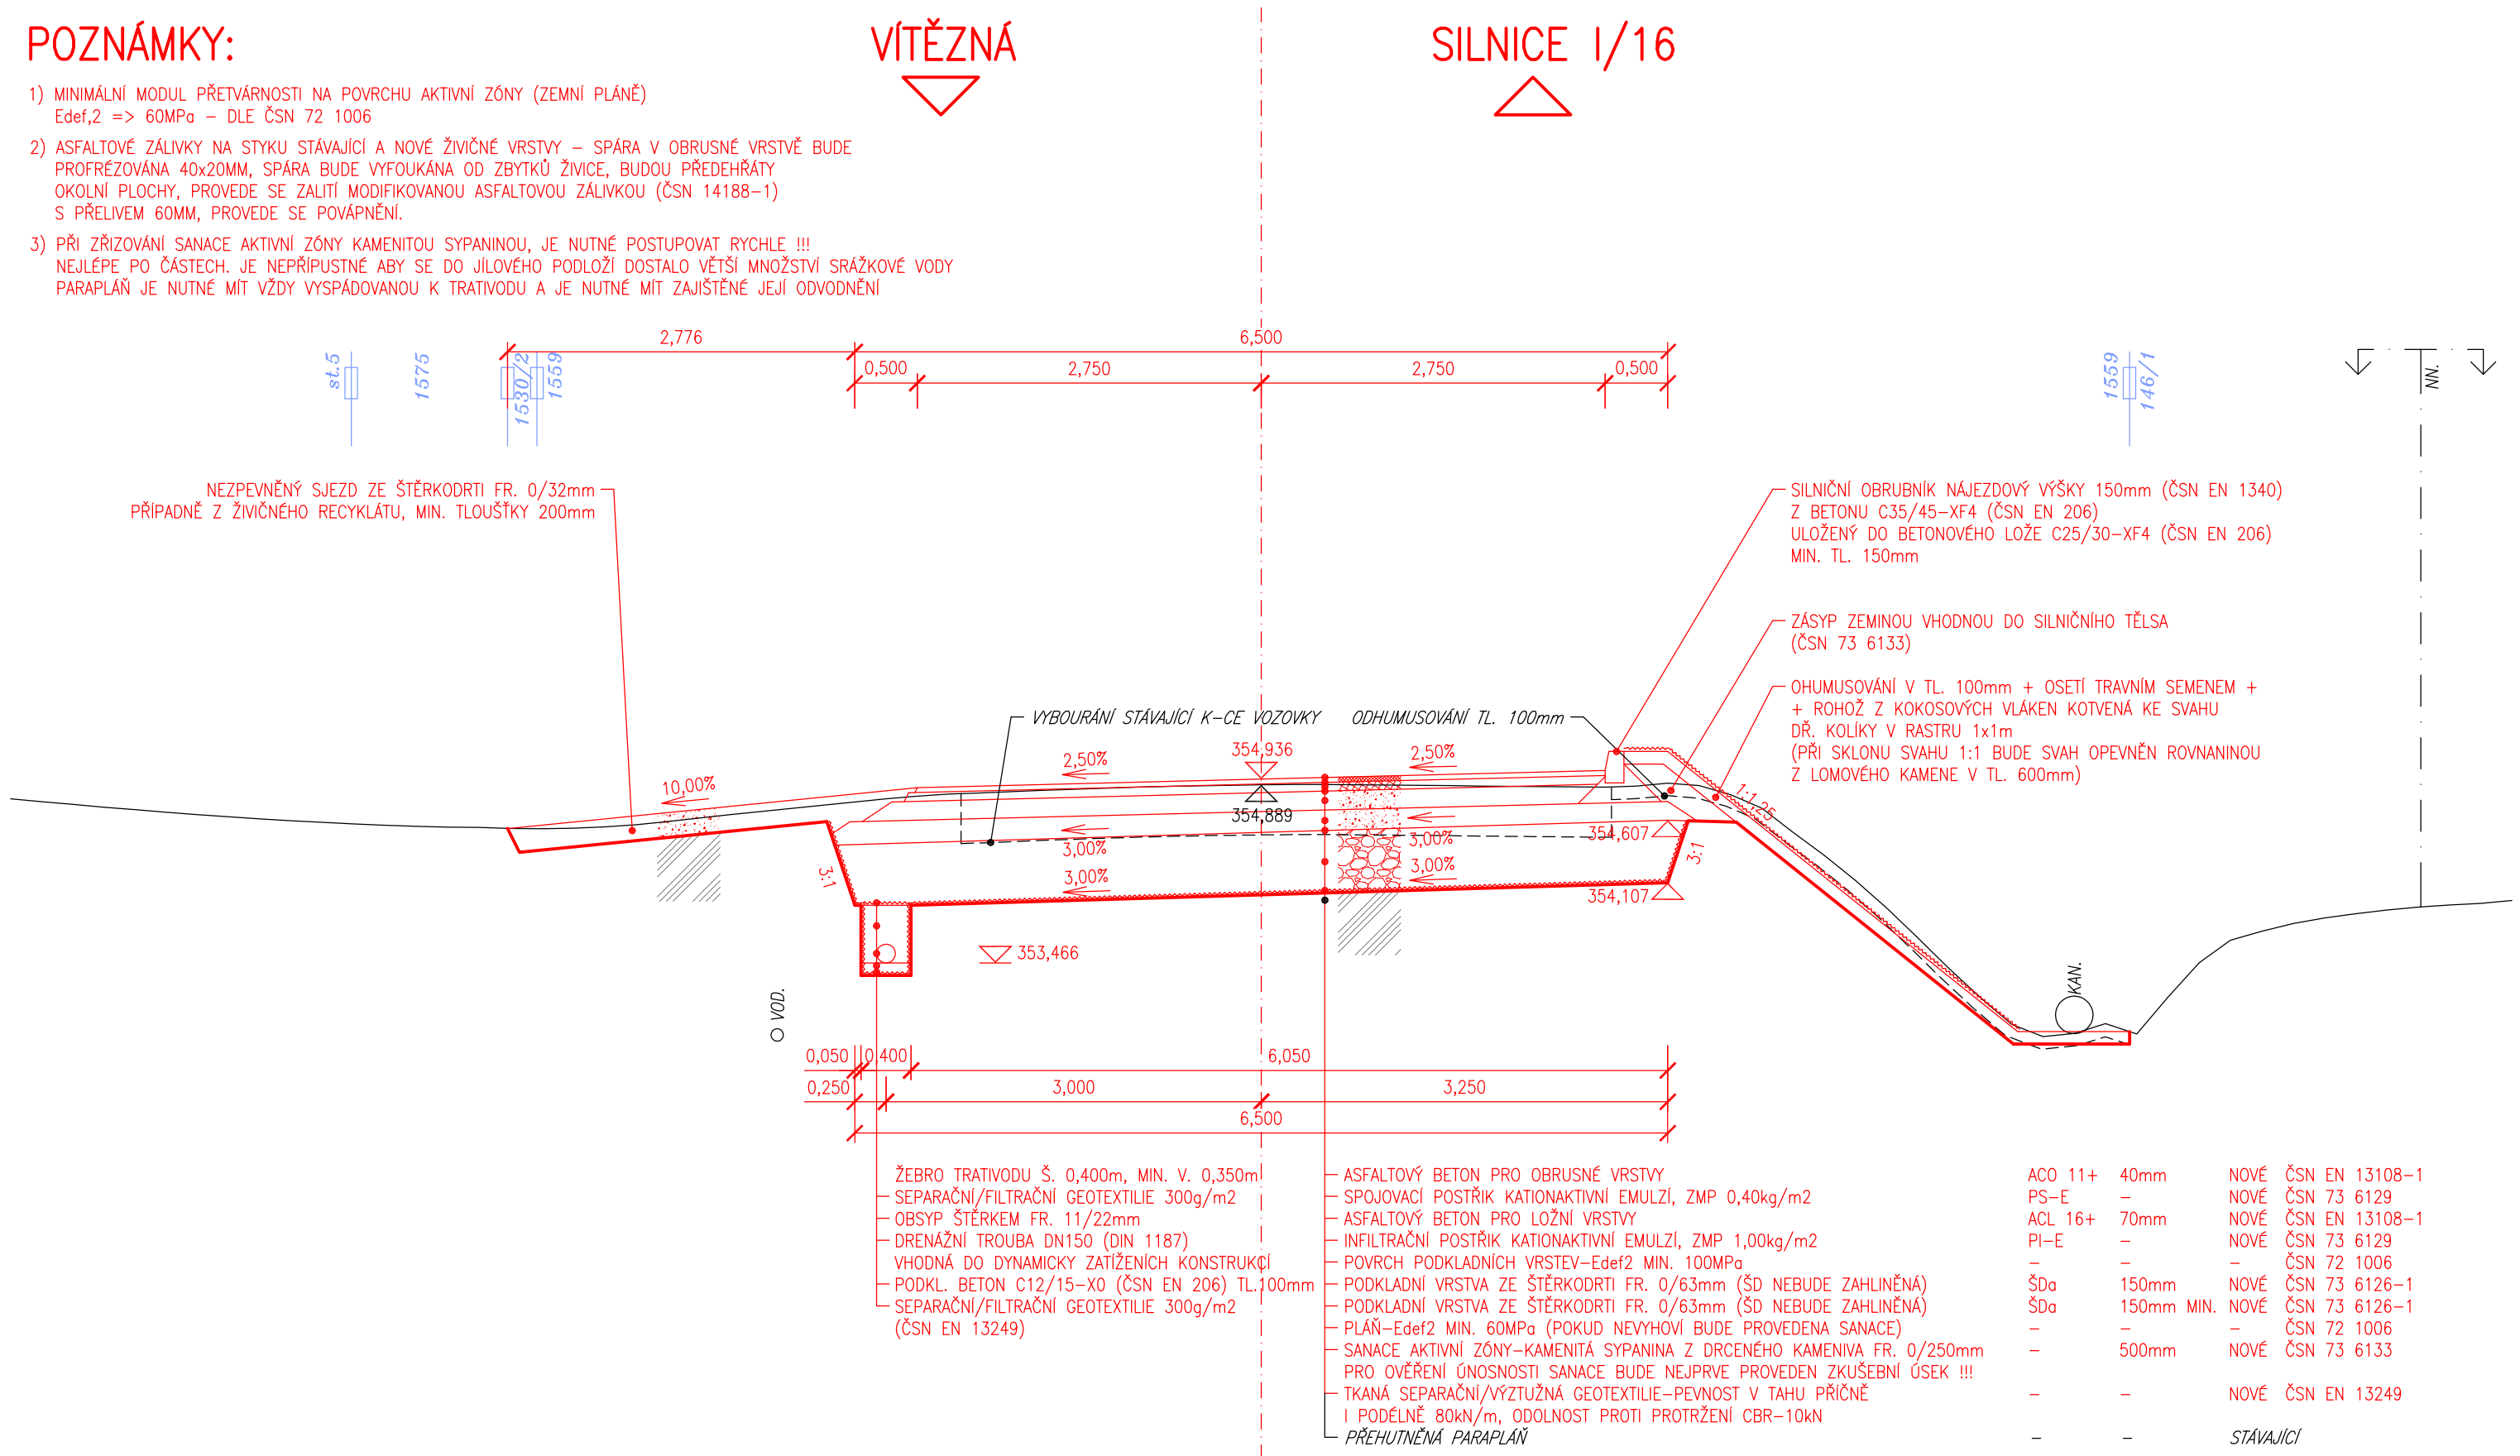 POZNÁMKY:
VÍTĚZNÁ
SILNICE I/16
1) MINIMÁLNÍ MODUL PŘETVÁRNOSTI NA POVRCHU AKTIVNÍ ZÓNY (ZEMNÍ PLÁNĚ)
Edef,2 => 60MPa – DLE ČSN 72 1006
2) ASFALTOVÉ ZÁLIVKY NA STYKU STÁVAJÍCÍ A NOVÉ ŽIVIČNÉ VRSTVY – SPÁRA V OBRUSNÉ VRSTVĚ BUDE
PROFRÉZOVÁNA 40x20MM, SPÁRA BUDE VYFOUKÁNA OD ZBYTKŮ ŽIVICE, BUDOU PŘEDEHŘÁTY
OKOLNÍ PLOCHY, PROVEDE SE ZALITÍ MODIFIKOVANOU ASFALTOVOU ZÁLIVKOU (ČSN 14188-1)
S PŘELIVEM 60MM, PROVEDE SE POVÁPNĚNÍ.
3) PŘI ZŘIZOVÁNÍ SANACE AKTIVNÍ ZÓNY KAMENITOU SYPANINOU, JE NUTNÉ POSTUPOVAT RYCHLE !!!
NEJLÉPE PO ČÁSTECH. JE NEPŘÍPUSTNÉ ABY SE DO JÍLOVÉHO PODLOŽÍ DOSTALO VĚTŠÍ MNOŽSTVÍ SRÁŽKOVÉ VODY
PARAPLÁŇ JE NUTNÉ MÍT VŽDY VYSPÁDOVANOU K TRATIVODU A JE NUTNÉ MÍT ZAJIŠTĚNÉ JEJÍ ODVODNĚNÍ
2,776
6,500
0,500
2,750
2,750
0,500
st.5
1575
1530/2
1559
1559
146/1
NN.
NEZPEVNĚNÝ SJEZD ZE ŠTĚRKODRTI FR. 0/32mm
PŘÍPADNĚ Z ŽIVIČNÉHO RECYKLÁTU, MIN. TLOUŠŤKY 200mm
SILNIČNÍ OBRUBNÍK NÁJEZDOVÝ VÝŠKY 150mm (ČSN EN 1340)
Z BETONU C35/45-XF4 (ČSN EN 206)
ULOŽENÝ DO BETONOVÉHO LOŽE C25/30-XF4 (ČSN EN 206)
MIN. TL. 150mm
ZÁSYP ZEMINOU VHODNOU DO SILNIČNÍHO TĚLSA
(ČSN 73 6133)
OHUMUSOVÁNÍ V TL. 100mm + OSETÍ TRAVNÍM SEMENEM +
+ ROHOŽ Z KOKOSOVÝCH VLÁKEN KOTVENÁ KE SVAHU
DŘ. KOLÍKY V RASTRU 1x1m
(PŘI SKLONU SVAHU 1:1 BUDE SVAH OPEVNĚN ROVNANINOU
Z LOMOVÉHO KAMENE V TL. 600mm)
VYBOURÁNÍ STÁVAJÍCÍ K-CE VOZOVKY
ODHUMUSOVÁNÍ TL. 100mm
10,00%
2,50%
354,936
2,50%
1:1,25
354,889
3,00%
3,00%
354,607
3:1
3:1
3,00%
3,00%
354,107
353,466
VOD.
KAN.
0,050
0,400
6,050
0,250
3,000
3,250
6,500
ŽEBRO TRATIVODU Š. 0,400m, MIN. V. 0,350m
SEPARAČNÍ/FILTRAČNÍ GEOTEXTILIE 300g/m2
OBSYP ŠTĚRKEM FR. 11/22mm
DRENÁŽNÍ TROUBA DN150 (DIN 1187)
VHODNÁ DO DYNAMICKY ZATÍŽENÍCH KONSTRUKCÍ
PODKL. BETON C12/15-X0 (ČSN EN 206) TL.100mm
SEPARAČNÍ/FILTRAČNÍ GEOTEXTILIE 300g/m2
(ČSN EN 13249)
ASFALTOVÝ BETON PRO OBRUSNÉ VRSTVY ACO 11+ 40mm NOVÉ ČSN EN 13108-1
SPOJOVACÍ POSTŘIK KATIONAKTIVNÍ EMULZÍ, ZMP 0,40kg/m2 PS-E – NOVÉ ČSN 73 6129
ASFALTOVÝ BETON PRO LOŽNÍ VRSTVY ACL 16+ 70mm NOVÉ ČSN EN 13108-1
INFILTRAČNÍ POSTŘIK KATIONAKTIVNÍ EMULZÍ, ZMP 1,00kg/m2 PI-E – NOVÉ ČSN 73 6129
POVRCH PODKLADNÍCH VRSTEV-Edef2 MIN. 100MPa – – – ČSN 72 1006
PODKLADNÍ VRSTVA ZE ŠTĚRKODRTI FR. 0/63mm (ŠD NEBUDE ZAHLINĚNÁ) ŠDa 150mm NOVÉ ČSN 73 6126-1
PODKLADNÍ VRSTVA ZE ŠTĚRKODRTI FR. 0/63mm (ŠD NEBUDE ZAHLINĚNÁ) ŠDa 150mm MIN. NOVÉ ČSN 73 6126-1
PLÁŇ-Edef2 MIN. 60MPa (POKUD NEVYHOVÍ BUDE PROVEDENA SANACE) – – – ČSN 72 1006
SANACE AKTIVNÍ ZÓNY-KAMENITÁ SYPANINA Z DRCENÉHO KAMENIVA FR. 0/250mm – 500mm NOVÉ ČSN 73 6133
PRO OVĚŘENÍ ÚNOSNOSTI SANACE BUDE NEJPRVE PROVEDEN ZKUŠEBNÍ ÚSEK !!!
TKANÁ SEPARAČNÍ/VÝZTUŽNÁ GEOTEXTILIE-PEVNOST V TAHU PŘÍČNĚ – – NOVÉ ČSN EN 13249
I PODÉLNĚ 80kN/m, ODOLNOST PROTI PROTRŽENÍ CBR-10kN
PŘEHUTNĚNÁ PARAPLÁŇ – – STÁVAJÍCÍ